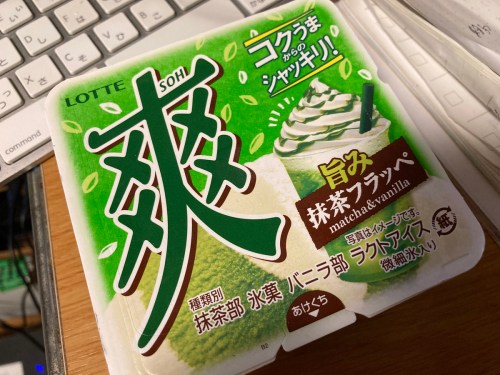 LOTTE
SOH
爽
コクうま
からの
シャッキリ!
旨み
抹茶フラッペ
matcha&vanilla
写真はイメージです。
種類別
抹茶部 氷菓 バニラ部 ラクトアイス
微細氷入り
紙
あけくち
command